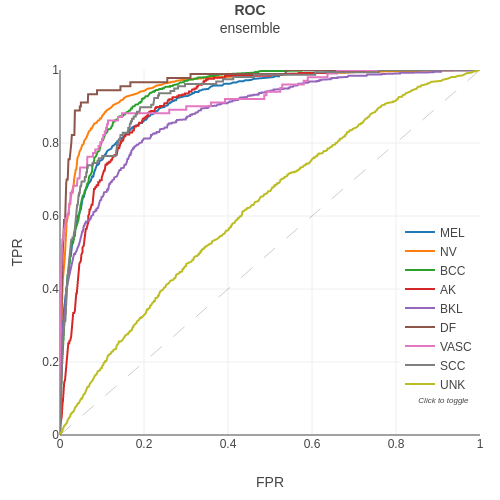 ROC
ensemble
1
0.8
0.6
0.4
0.2
0
0
0.2
0.4
0.6
0.8
1
TPR
FPR
MEL
NV
BCC
AK
BKL
DF
VASC
SCC
UNK
Click to toggle